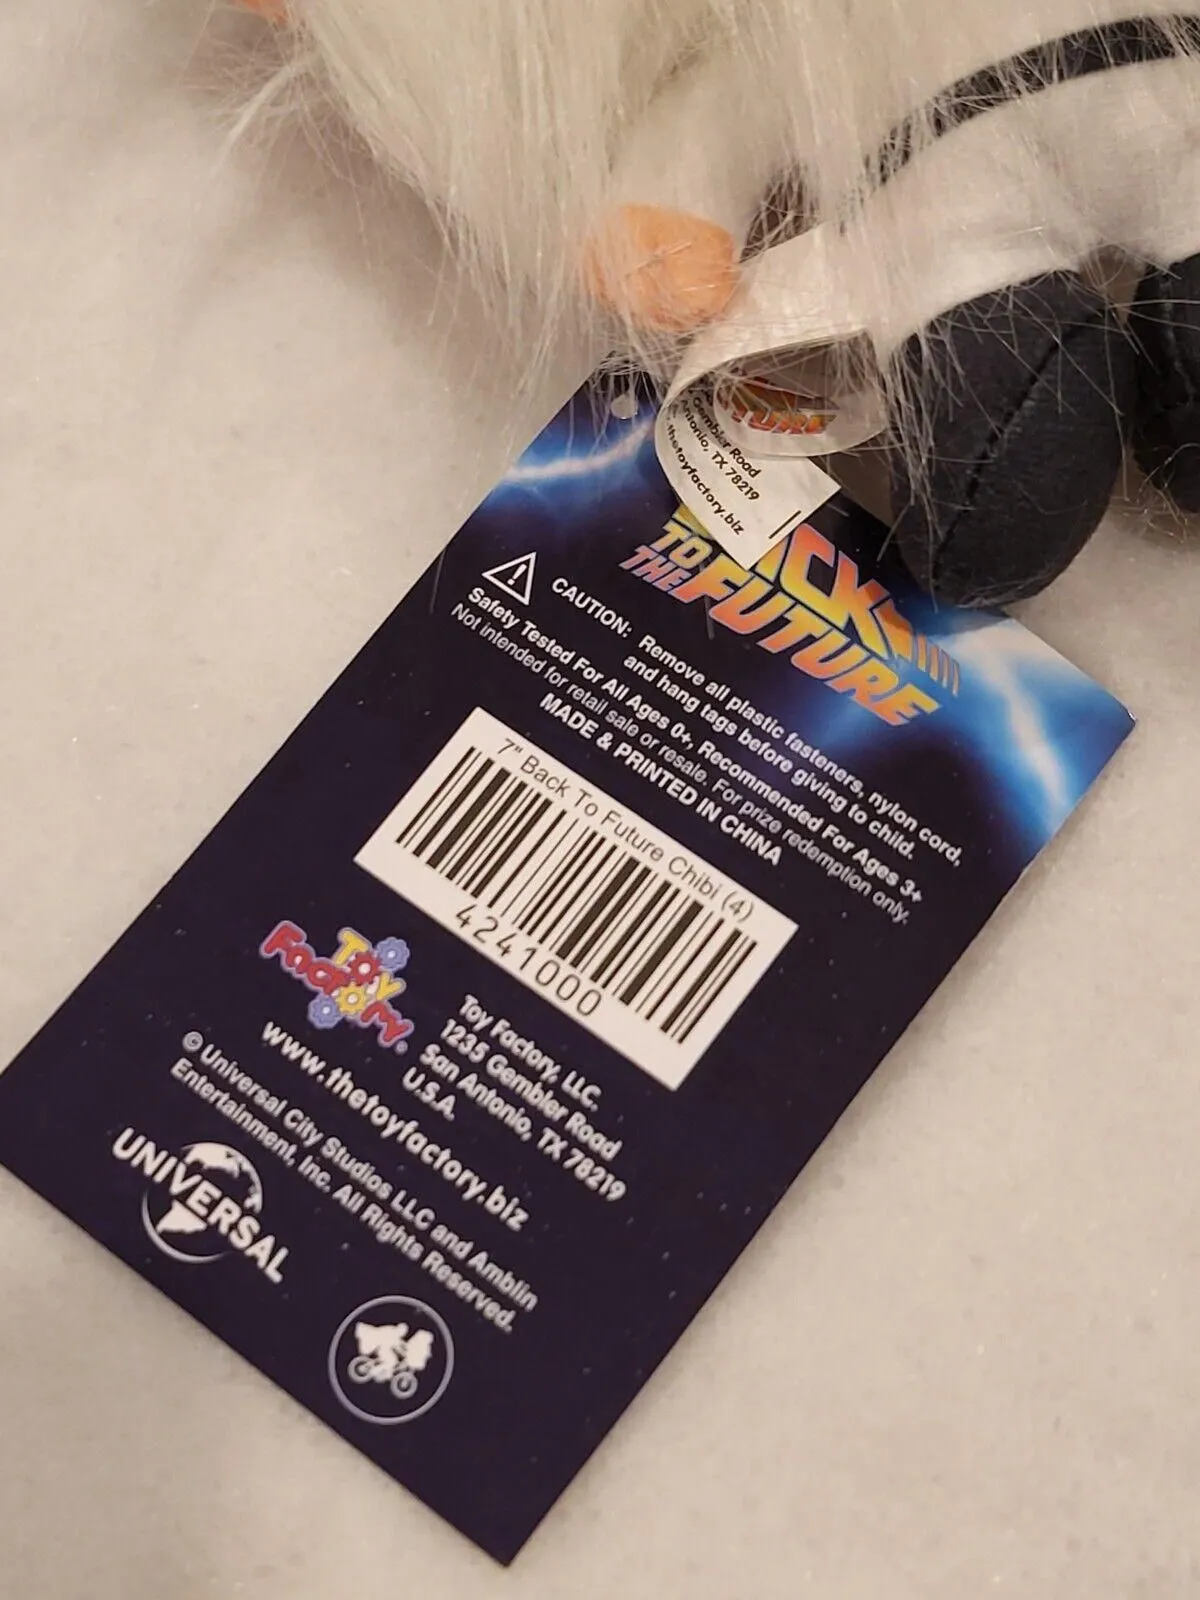 TURE
Gembler Road
Antonio, TX 78219
.thetoyfactory.biz
BACK
TO
THE FUTURE
CAUTION: Remove all plastic fasteners, nylon cord,
and hang tags before giving to child.
Safety Tested For All Ages 0+, Recommended For Ages 3+
Not intended for retail sale or resale. For prize redemption only.
MADE & PRINTED IN CHINA
7" Back To Future Chibi (4)
4241000
TOY
FACTORY
Toy Factory, LLC.
1235 Gembler Road
San Antonio, TX 78219
U.S.A.
www.thetoyfactory.biz
© Universal City Studios LLC and Amblin
Entertainment, Inc. All Rights Reserved.
UNIVERSAL